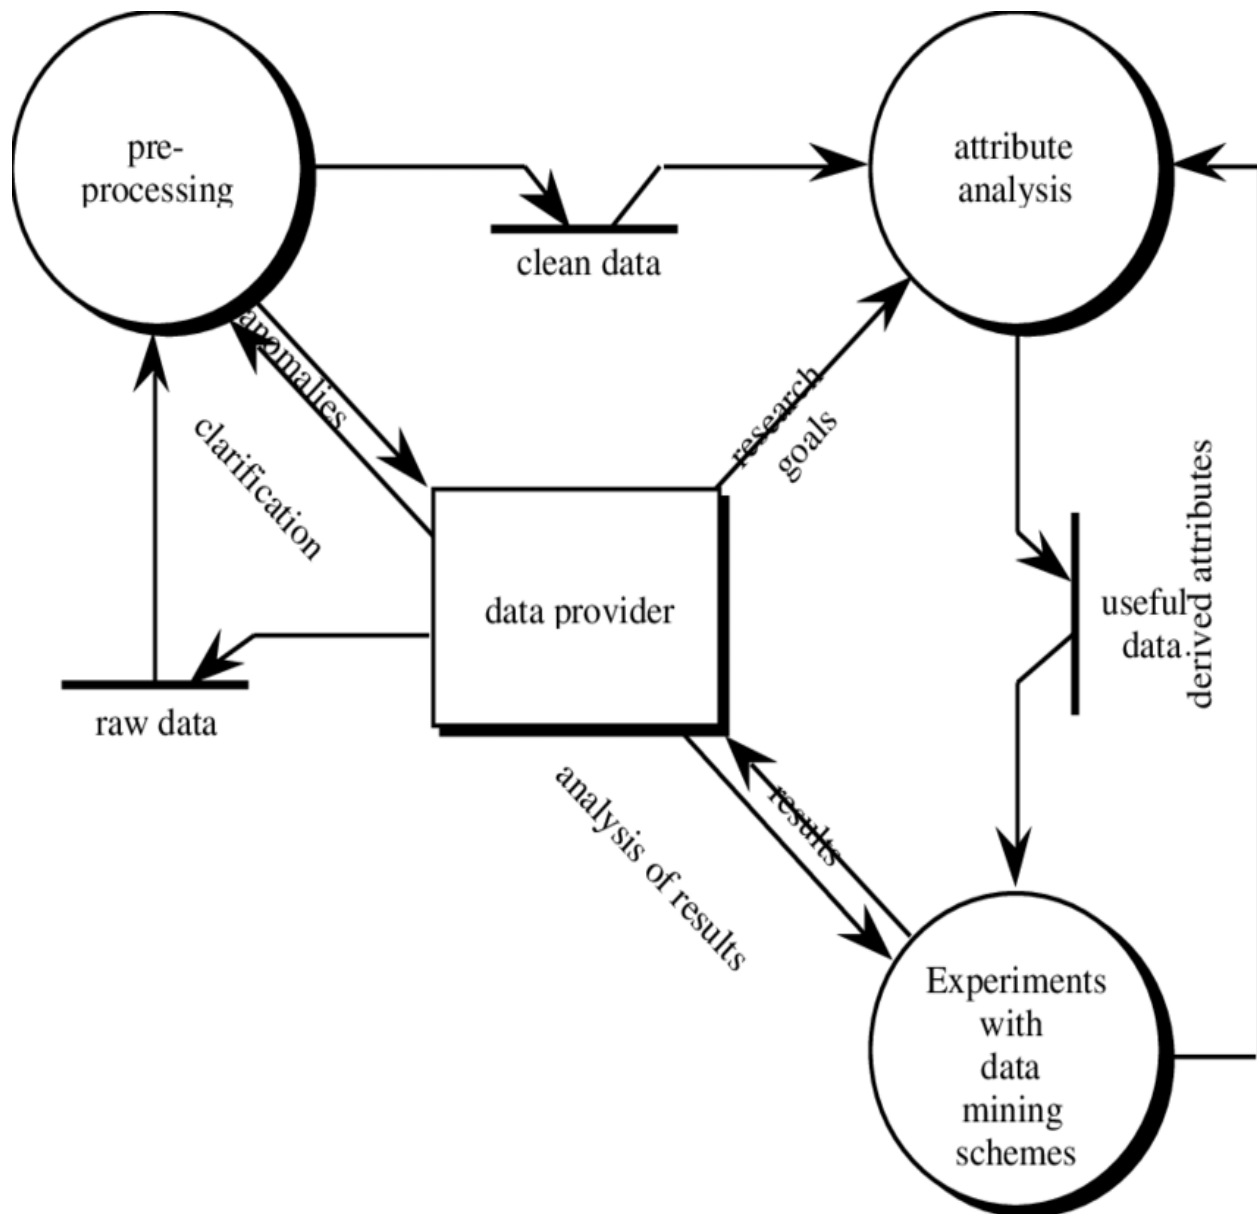 pre-
processing
attribute
analysis
clean data
anomalies
clarification
research
goals
data provider
raw data
useful
data.
derived attributes
analysis of results
results
Experiments
with
data
mining
schemes